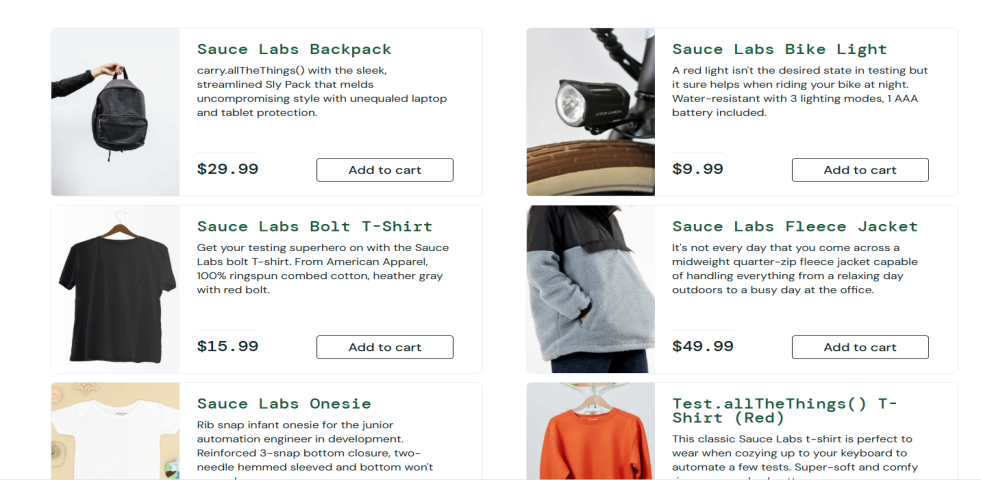 Sauce Labs Backpack
carry.allTheThings() with the sleek,
streamlined Sly Pack that melds
uncompromising style with unequaled laptop
and tablet protection.
$29.99
Add to cart
Sauce Labs Bike Light
A red light isn't the desired state in testing but
it sure helps when riding your bike at night.
Water-resistant with 3 lighting modes, 1 AAA
battery included.
$9.99
Add to cart
Sauce Labs Bolt T-Shirt
Get your testing superhero on with the Sauce
Labs bolt T-shirt. From American Apparel,
100% ringspun combed cotton, heather gray
with red bolt.
$15.99
Add to cart
Sauce Labs Fleece Jacket
It's not every day that you come across a
midweight quarter-zip fleece jacket capable
of handling everything from a relaxing day
outdoors to a busy day at the office.
$49.99
Add to cart
Sauce Labs Onesie
Rib snap infant onesie for the junior
automation engineer in development.
Reinforced 3-snap bottom closure, two-
needle hemmed sleeved and bottom won't
Test.allTheThings() T-
Shirt (Red)
This classic Sauce Labs t-shirt is perfect to
wear when cozying up to your keyboard to
automate a few tests. Super-soft and comfy